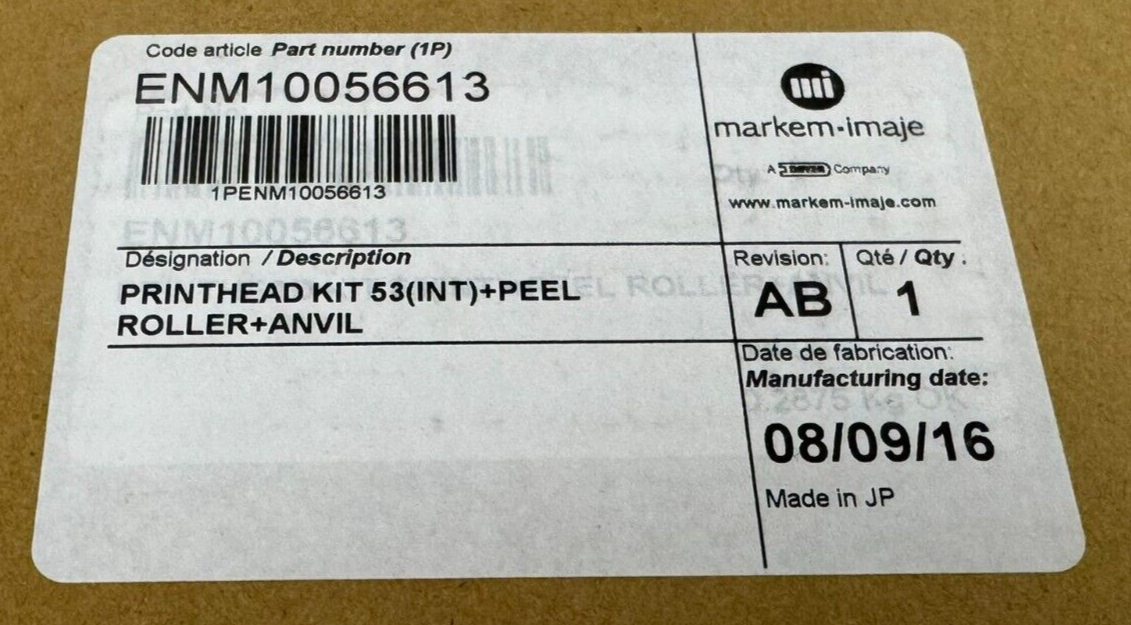 Code article Part number (1P)
ENM10056613
1PENM10056613
markem·imaje
A DOVER Company
www.markem-imaje.com
ENM10056613
Désignation / Description
PRINTHEAD KIT 53(INT)+PEEL
ROLLER+ANVIL
Revision:
AB
Qté / Qty.
1
Date de fabrication:
Manufacturing date:
08/09/16
Made in JP